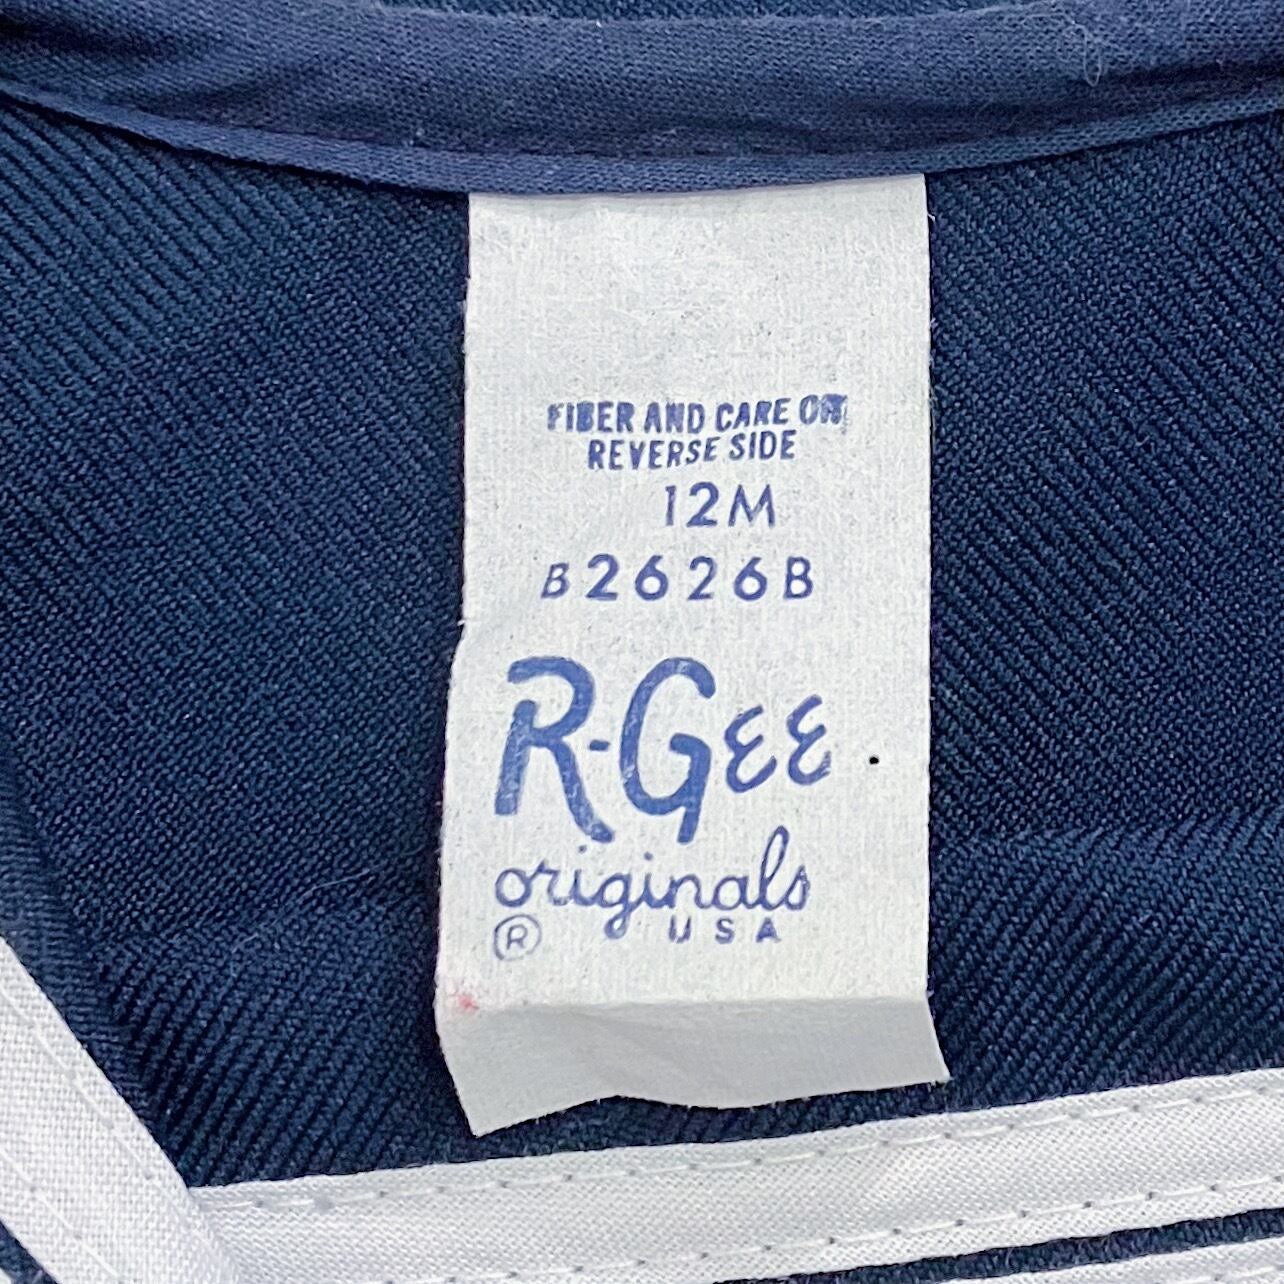 FIBER AND CARE ON
REVERSE SIDE
12M
B2626B
R-GEE
originals
® USA